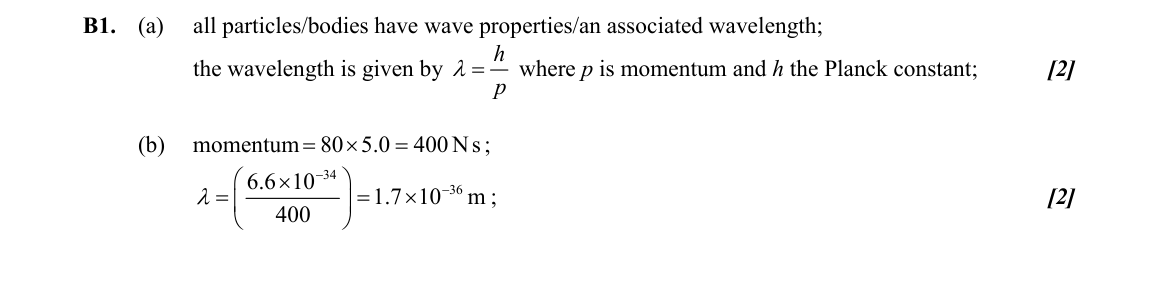 B1. (a) all particles/bodies have wave properties/an associated wavelength;
the wavelength is given by λ = h/p where p is momentum and h the Planck constant; [2]
(b) momentum = 80 × 5.0 = 400 N s;
λ = (6.6×10⁻³⁴/400) = 1.7×10⁻³⁶ m; [2]